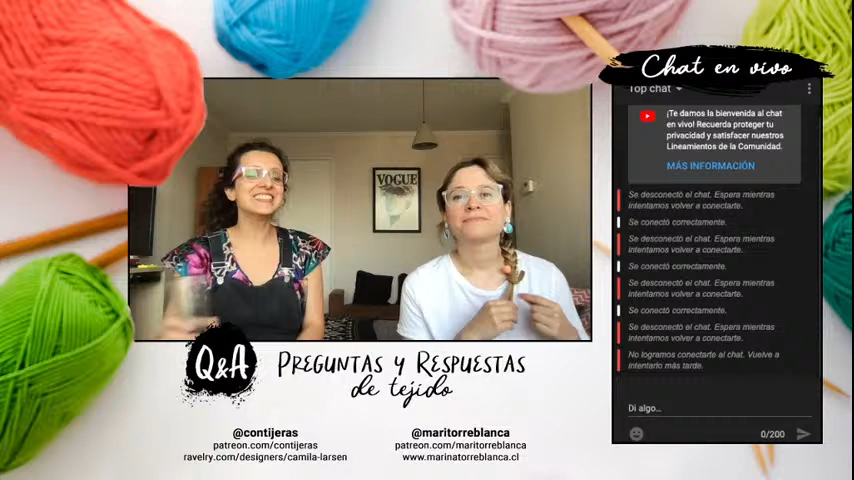 Chat en vivo
Top chat
¡Te damos la bienvenida al chat
en vivo! Recuerda proteger tu
privacidad y satisfacer nuestros
Lineamientos de la Comunidad.
MÁS INFORMACIÓN
Se desconectó el chat. Espera mientras
intentamos volver a conectarte.
Se conectó correctamente.
Se desconectó el chat. Espera mientras
intentamos volver a conectarte.
Se conectó correctamente.
Se desconectó el chat. Espera mientras
intentamos volver a conectarte.
Se conectó correctamente.
Se desconectó el chat. Espera mientras
intentamos volver a conectarte.
No logramos conectarte al chat. Vuelve a
intentarlo más tarde.
Di algo...
0/200
VOGUE
Q&A
PREGUNTAS Y RESPUESTAS
de tejido
@contijeras
patreon.com/contijeras
ravelry.com/designers/camila-larsen
@maritorreblanca
patreon.com/maritorreblanca
www.marinatorreblanca.cl